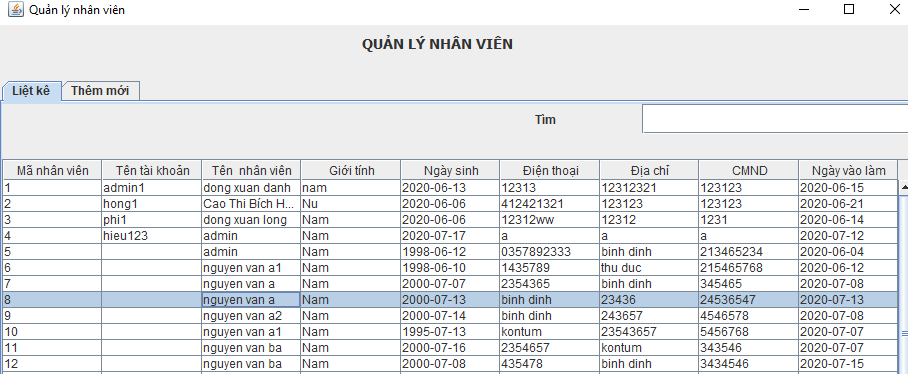 Quản lý nhân viên
QUẢN LÝ NHÂN VIÊN
Liệt kê Thêm mới
Tìm
Mã nhân viên Tên tài khoản Tên nhân viên Giới tính Ngày sinh Điện thoại Địa chỉ CMND Ngày vào làm
1 admin1 dong xuan danh nam 2020-06-13 12313 12312321 123123 2020-06-15
2 hong1 Cao Thi Bích H... Nu 2020-06-06 412421321 123123 123123 2020-06-21
3 phi1 dong xuan long Nam 2020-06-06 12312ww 12312 1231 2020-06-14
4 hieu123 admin Nam 2020-07-17 a a a 2020-07-12
5 admin Nam 1998-06-12 0357892333 binh dinh 213465234 2020-06-04
6 nguyen van a1 Nam 1998-06-10 1435789 thu duc 215465768 2020-06-12
7 nguyen van a Nam 2000-07-07 2354365 binh dinh 345465 2020-07-08
8 nguyen van a Nam 2000-07-13 binh dinh 23436 24536547 2020-07-13
9 nguyen van a2 Nam 2000-07-14 binh dinh 243657 4546578 2020-07-08
10 nguyen van a1 Nam 1995-07-13 kontum 23543657 5456768 2020-07-07
11 nguyen van ba Nam 2000-07-16 2354657 kontum 343546 2020-07-07
12 nguyen van ba Nam 2000-07-08 435478 binh dinh 3434546 2020-07-15